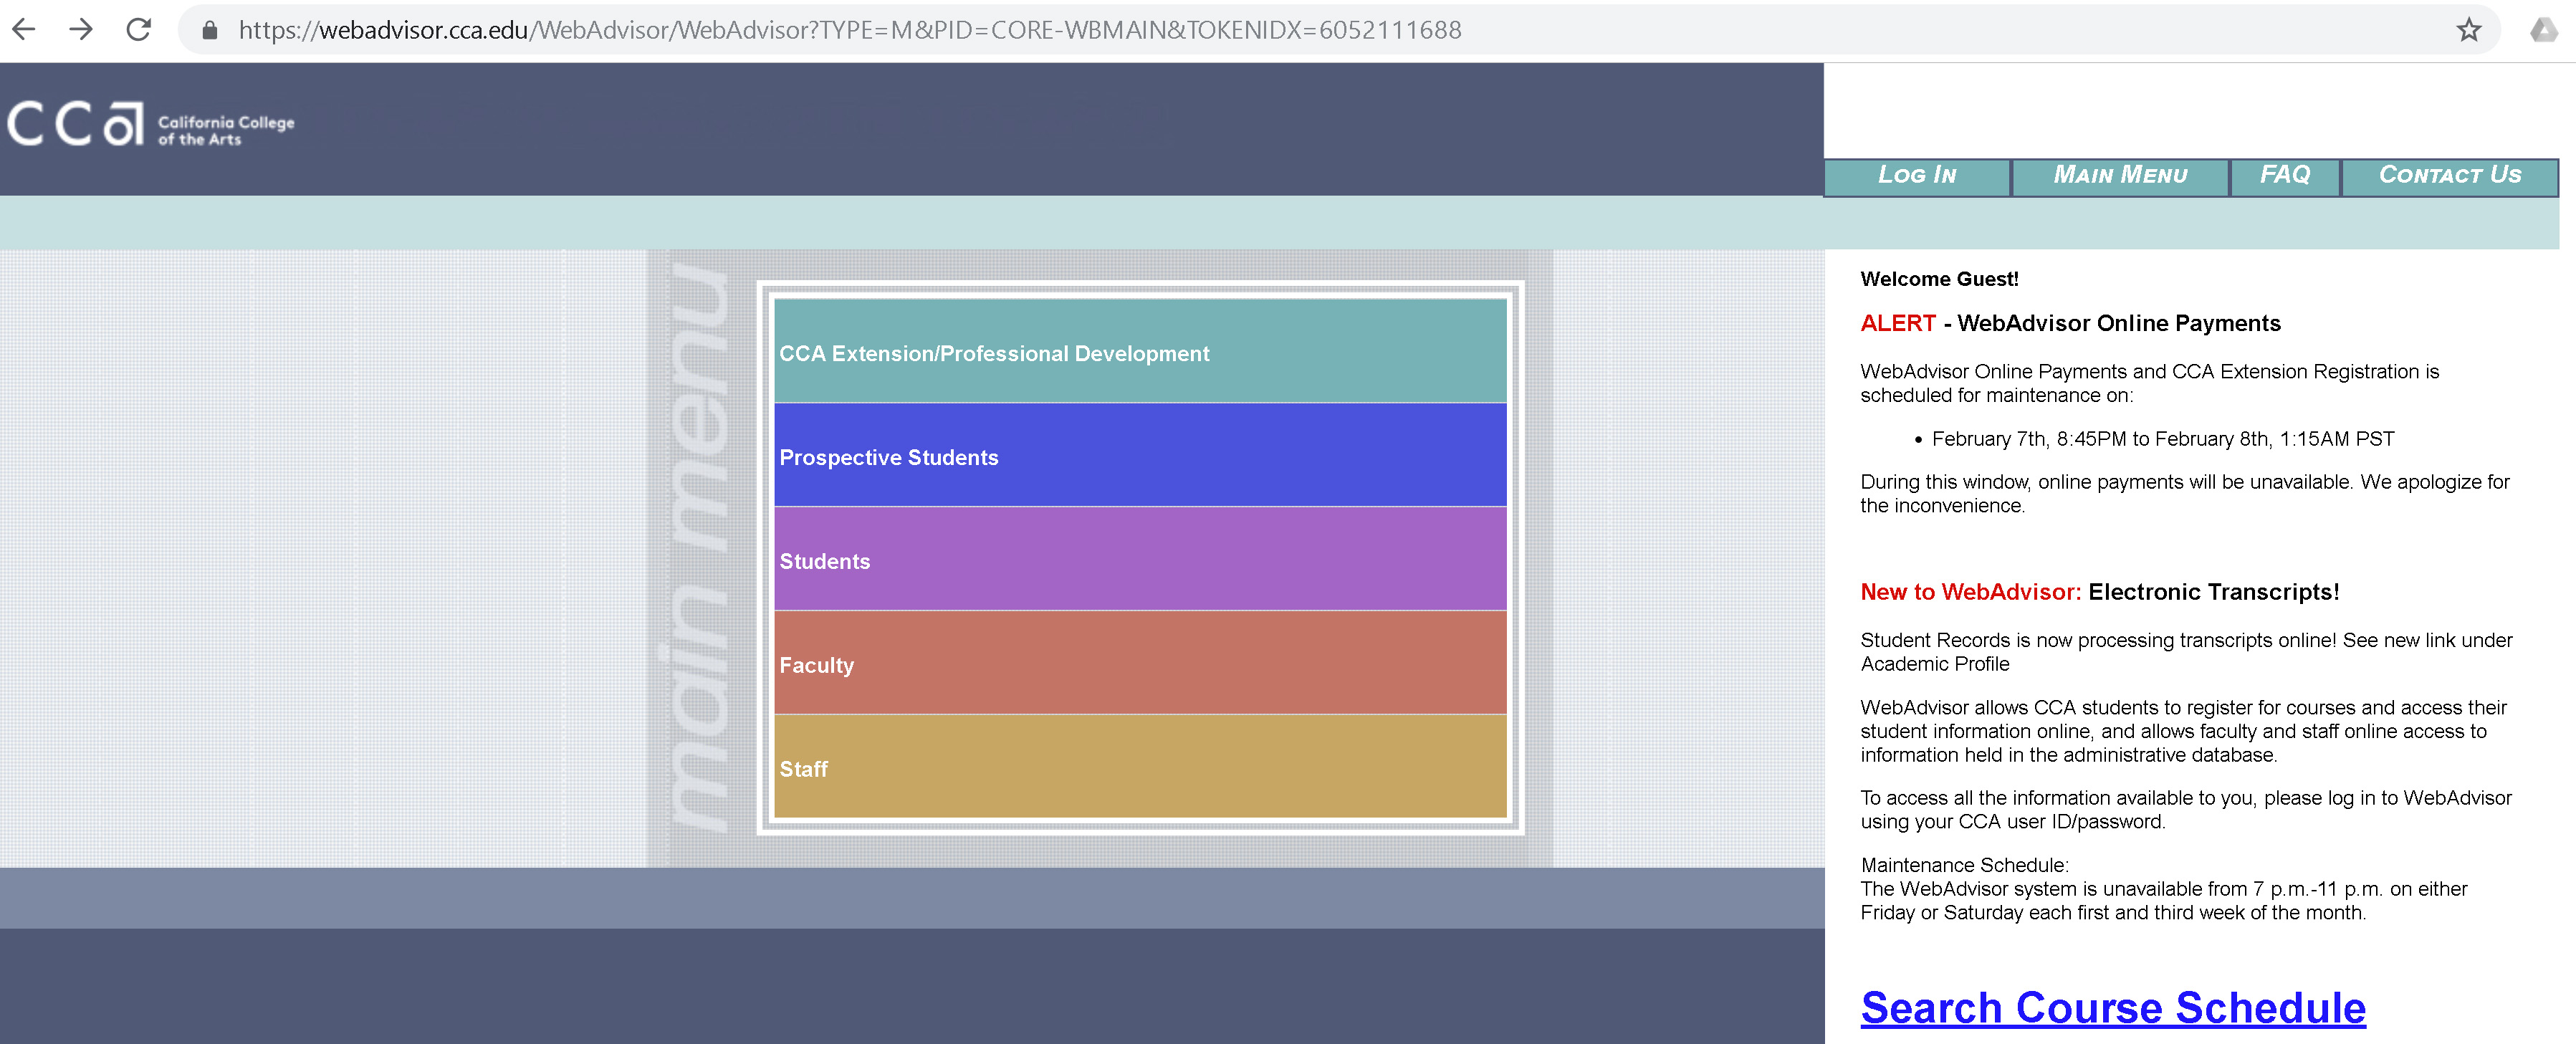 https://webadvisor.cca.edu/WebAdvisor/WebAdvisor?TYPE=M&PID=CORE-WBMAIN&TOKENIDX=6052111688
CCA California College
of the Arts
LOG IN
MAIN MENU
FAQ
CONTACT US
main menu
CCA Extension/Professional Development
Prospective Students
Students
Faculty
Staff
Welcome Guest!
ALERT - WebAdvisor Online Payments
WebAdvisor Online Payments and CCA Extension Registration is
scheduled for maintenance on:
• February 7th, 8:45PM to February 8th, 1:15AM PST
During this window, online payments will be unavailable. We apologize for
the inconvenience.
New to WebAdvisor: Electronic Transcripts!
Student Records is now processing transcripts online! See new link under
Academic Profile
WebAdvisor allows CCA students to register for courses and access their
student information online, and allows faculty and staff online access to
information held in the administrative database.
To access all the information available to you, please log in to WebAdvisor
using your CCA user ID/password.
Maintenance Schedule:
The WebAdvisor system is unavailable from 7 p.m.-11 p.m. on either
Friday or Saturday each first and third week of the month.
Search Course Schedule